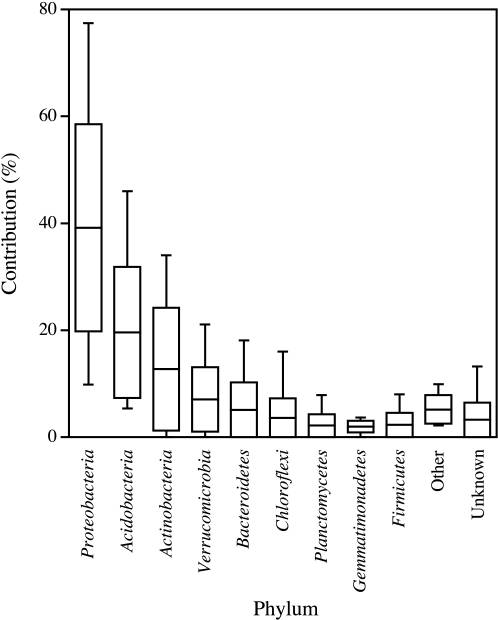 80
60
40
20
0
Contribution (%)
Proteobacteria
Acidobacteria
Actinobacteria
Verrucomicrobia
Bacteroidetes
Chloroflexi
Planctomycetes
Gemmatimonadetes
Firmicutes
Other
Unknown
Phylum